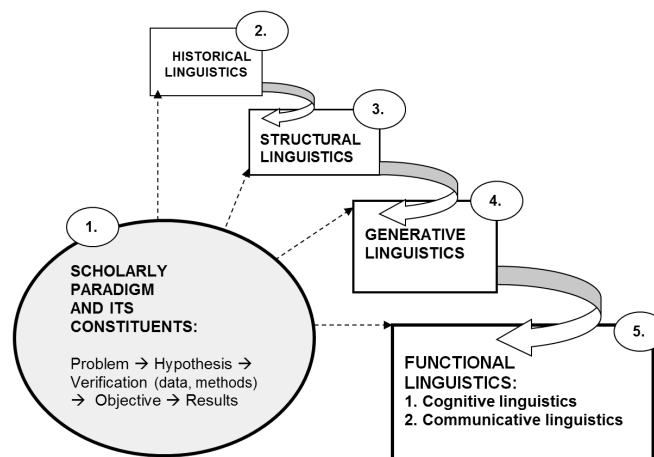 2.
HISTORICAL
LINGUISTICS
3.
STRUCTURAL
LINGUISTICS
4.
GENERATIVE
LINGUISTICS
1.
SCHOLARLY
PARADIGM
AND ITS
CONSTITUENTS:
Problem → Hypothesis →
Verification (data, methods)
→ Objective → Results
5.
FUNCTIONAL
LINGUISTICS:
1. Cognitive linguistics
2. Communicative linguistics